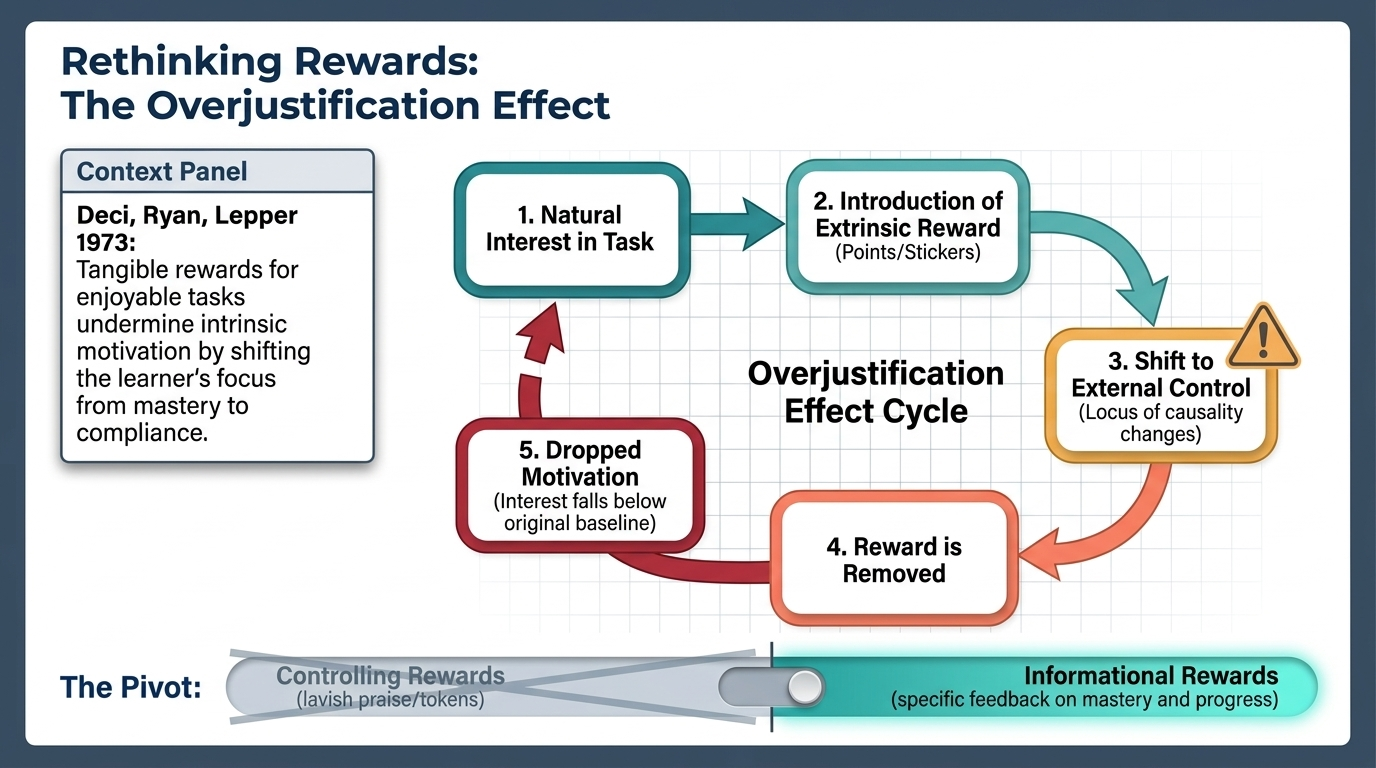 Rethinking Rewards:
The Overjustification Effect
Context Panel
Deci, Ryan, Lepper
1973:
Tangible rewards for
enjoyable tasks
undermine intrinsic
motivation by shifting
the learner's focus
from mastery to
compliance.
1. Natural
Interest in Task
2. Introduction of
Extrinsic Reward
(Points/Stickers)
3. Shift to
External Control
(Locus of causality
changes)
Overjustification
Effect Cycle
4. Reward is
Removed
5. Dropped
Motivation
(Interest falls below
original baseline)
The Pivot:
Controlling Rewards
(lavish praise/tokens)
Informational Rewards
(specific feedback on mastery and progress)